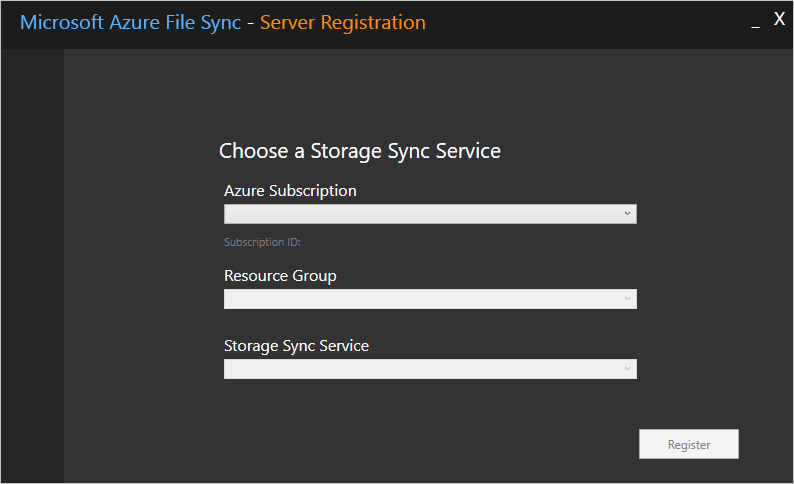 Microsoft Azure File Sync - Server Registration
_ X
Choose a Storage Sync Service
Azure Subscription
Subscription ID:
Resource Group
Storage Sync Service
Register